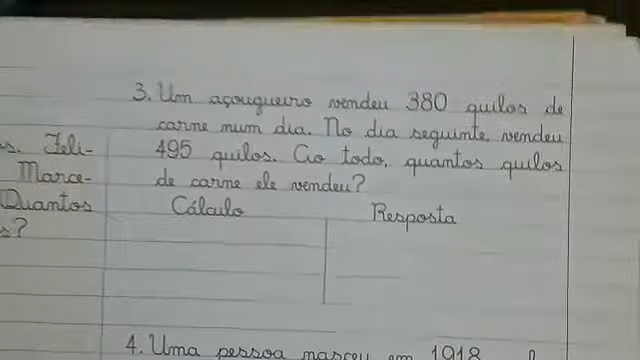 3. Um açougueiro vendeu 380 quilos de
carne num dia. No dia seguinte, vendeu
495 quilos. Ao todo, quantos quilos
de carne ele vendeu?
Cálculo Resposta
4. Uma pessoa nasceu em 1918
s. Feli-
Marce-
Quantos
s?